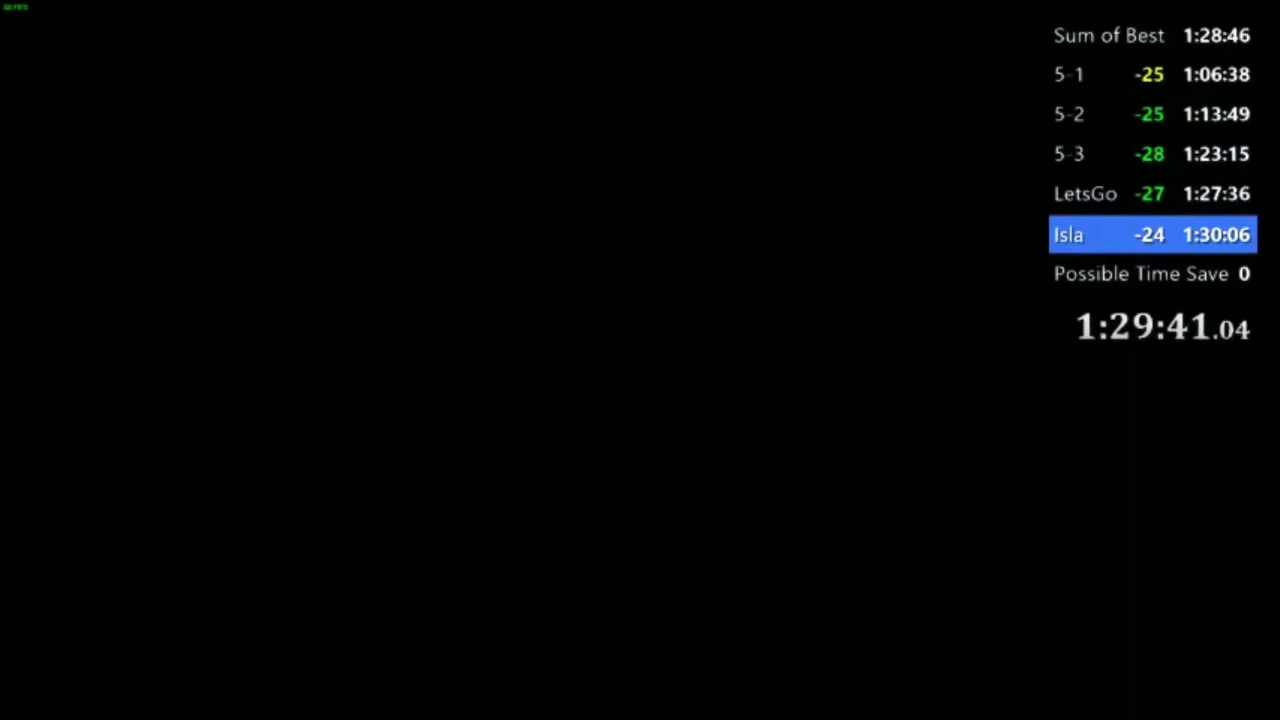 Sum of Best 1:28:46
5-1 -25 1:06:38
5-2 -25 1:13:49
5-3 -28 1:23:15
LetsGo -27 1:27:36
Isla -24 1:30:06
Possible Time Save 0
1:29:41.04